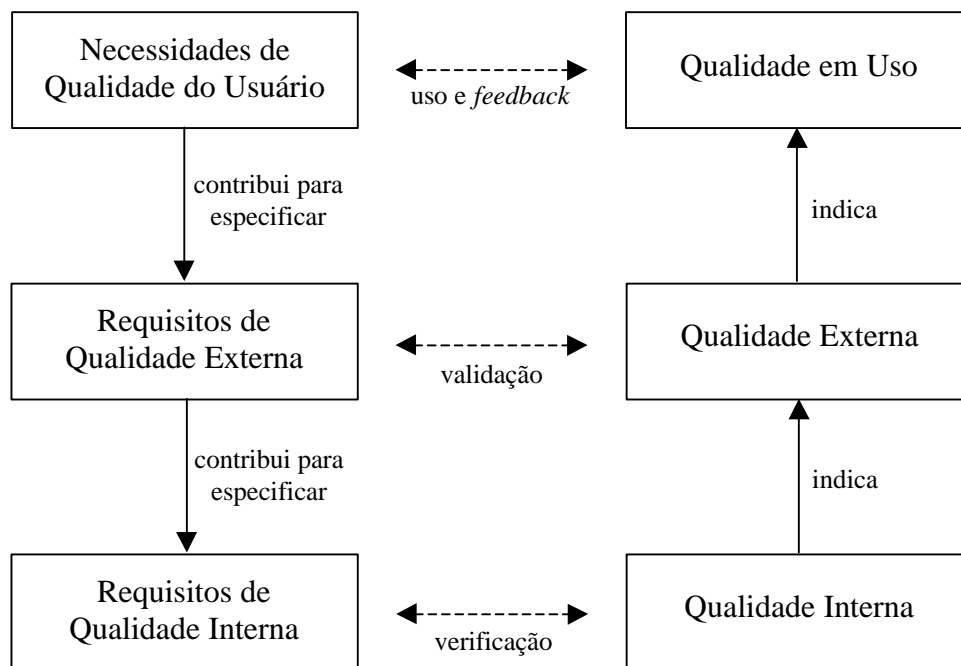 Necessidades de
Qualidade do Usuário
uso e feedback
Qualidade em Uso
contribui para
especificar
indica
Requisitos de
Qualidade Externa
validação
Qualidade Externa
contribui para
especificar
indica
Requisitos de
Qualidade Interna
verificação
Qualidade Interna